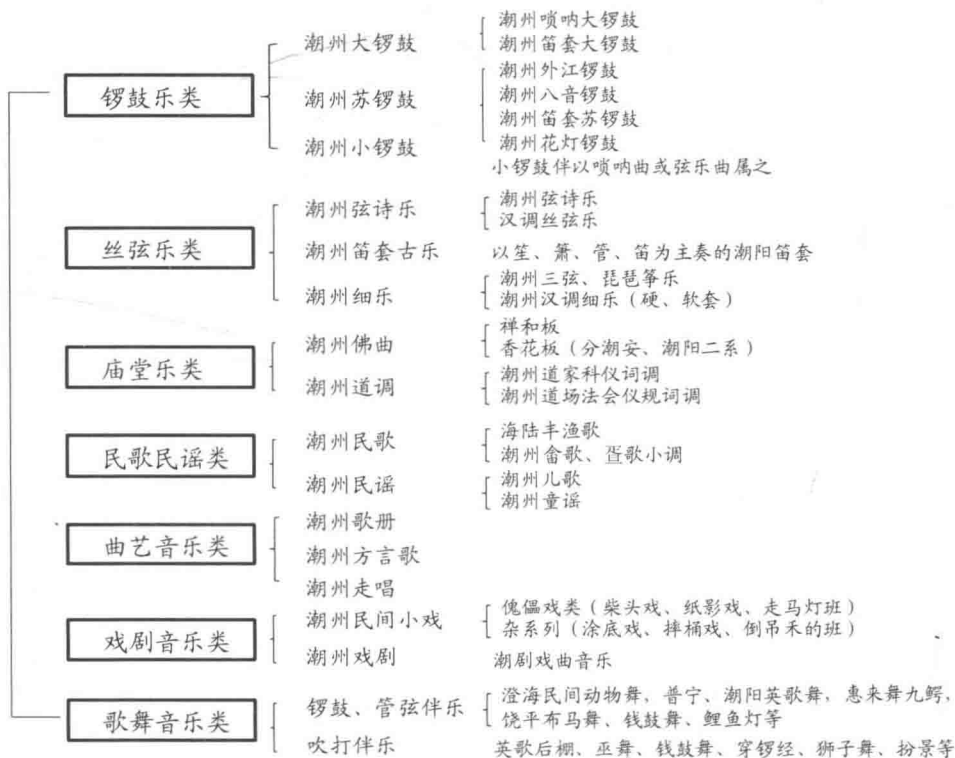 锣鼓乐类
潮州大锣鼓
潮州唢呐大锣鼓
潮州笛套大锣鼓
潮州苏锣鼓
潮州外江锣鼓
潮州八音锣鼓
潮州笛套苏锣鼓
潮州花灯锣鼓
潮州小锣鼓
小锣鼓伴以唢呐曲或弦乐曲属之
丝弦乐类
潮州弦诗乐
潮州弦诗乐
汉调丝弦乐
潮州笛套古乐
以笙、箫、管、笛为主奏的潮阳笛套
潮州细乐
潮州三弦、琵琶筝乐
潮州汉调细乐（硬、软套）
庙堂乐类
潮州佛曲
禅和板
香花板（分潮安、潮阳二系）
潮州道调
潮州道家科仪词调
潮州道场法会仪规词调
民歌民谣类
潮州民歌
海陆丰渔歌
潮州畲歌、疍歌小调
潮州民谣
潮州儿歌
潮州童谣
曲艺音乐类
潮州歌册
潮州方言歌
潮州走唱
戏剧音乐类
潮州民间小戏
傀儡戏类（柴头戏、纸影戏、走马灯班）
杂系列（涂底戏、摔桶戏、倒吊禾的班）
潮州戏剧
潮剧戏曲音乐
歌舞音乐类
锣鼓、管弦伴乐
澄海民间动物舞，普宁、潮阳英歌舞，惠来舞九鳄，
饶平布马舞、钱鼓舞、鲤鱼灯等
吹打伴乐
英歌后棚、巫舞、钱鼓舞、穿锣经、狮子舞、扮景等